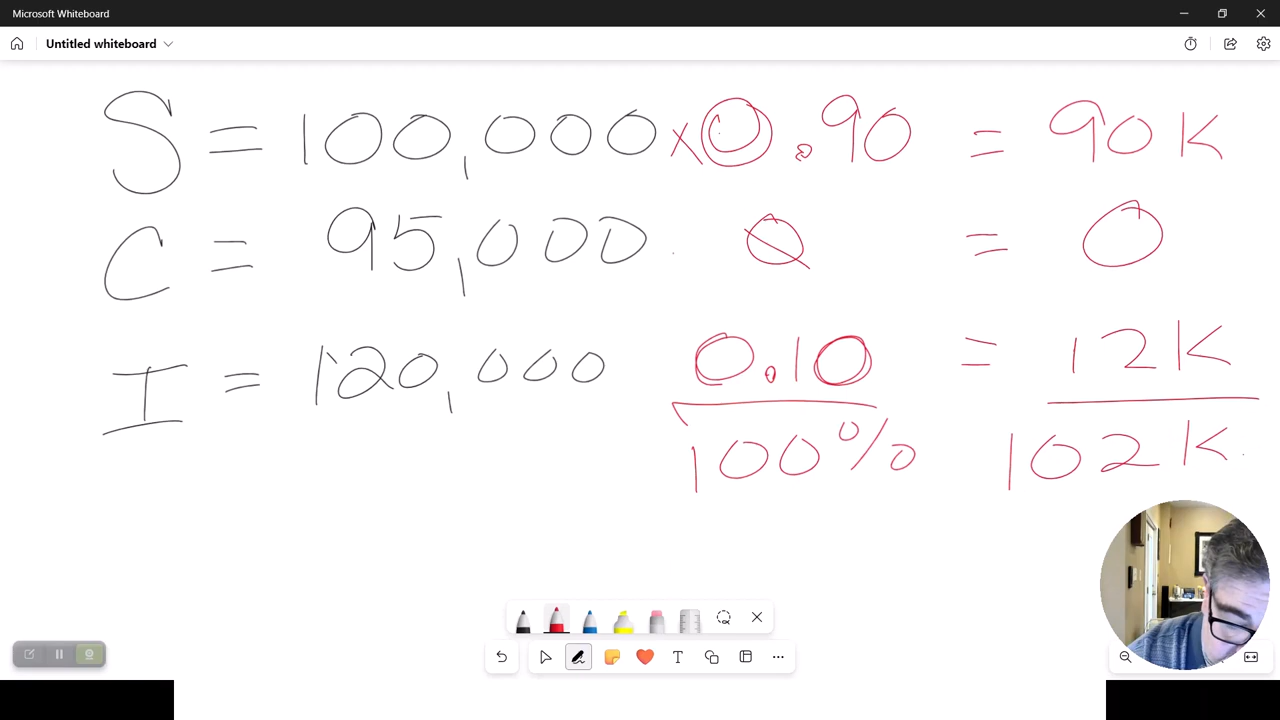 Microsoft Whiteboard
Untitled whiteboard
S = 100,000 x 0.90 = 90K
C = 95,000 0 = 0
I = 120,000 0.10 = 12K
100% 102K